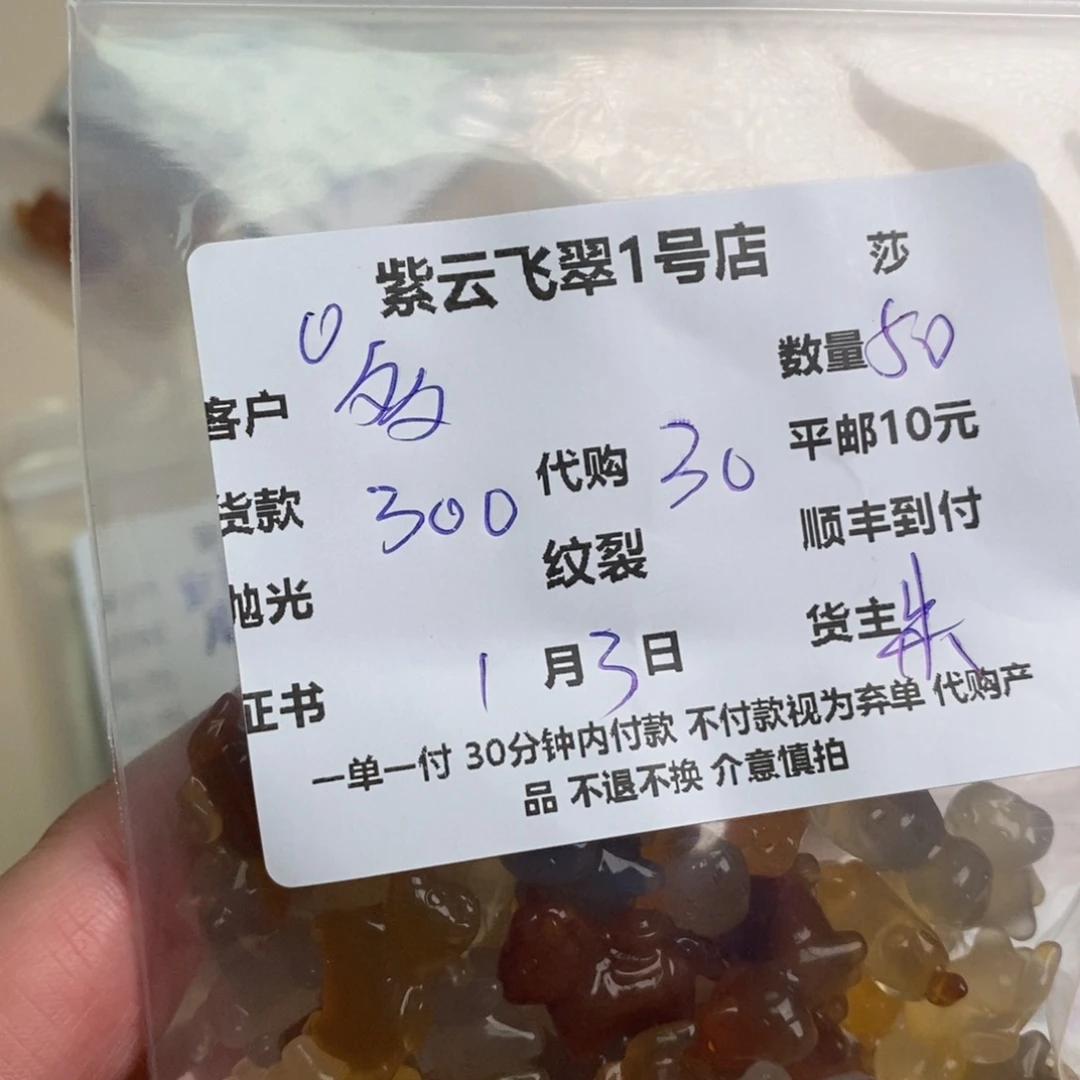 紫云飞翠1号店 莎
客户 数量50
货款 300 代购 30 平邮10元
抛光 纹裂 顺丰到付
证书 1月3日 货主朱
一单一付 30分钟内付款 不付款视为弃单 代购产
品 不退不换 介意慎拍